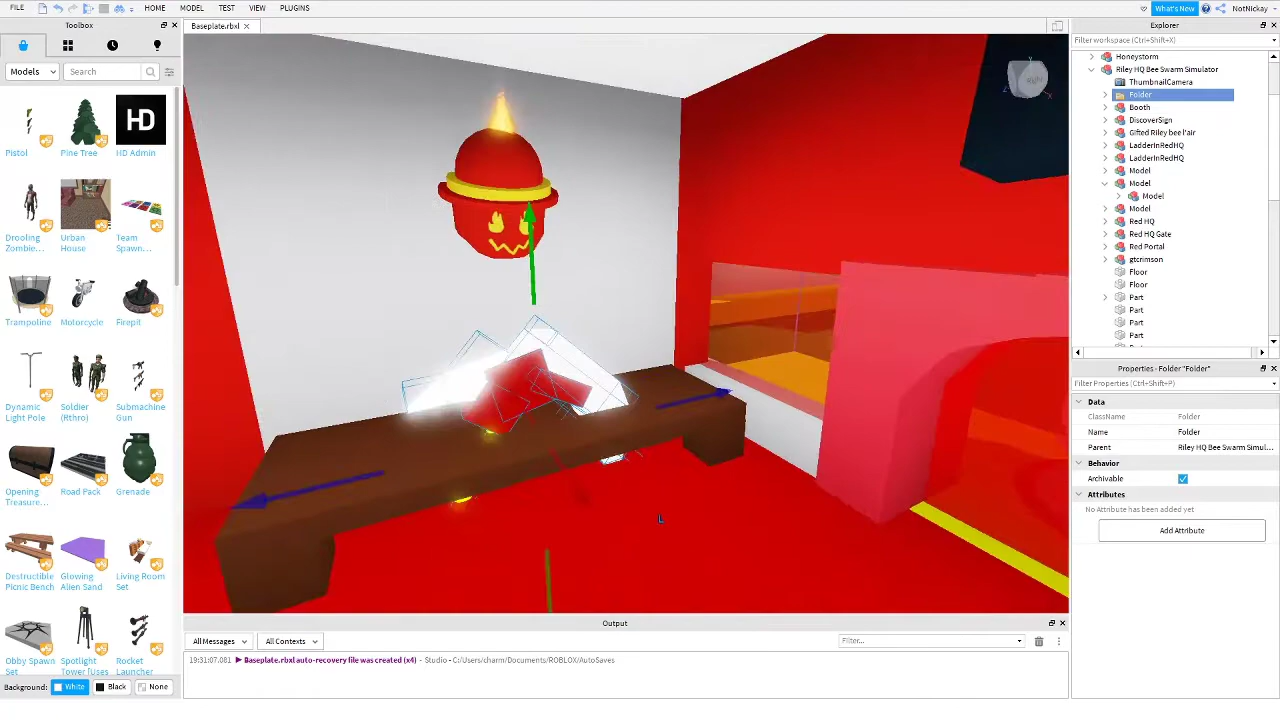 FILE HOME MODEL TEST VIEW PLUGINS What's New NotNickay
Toolbox
Baseplate.rbxl
Models Search
Pistol Pine Tree HD Admin
HD
Drooling Zombie... Urban House Team Spawn...
Trampoline Motorcycle Firepit
Dynamic Light Pole Soldier (Rthro) Submachine Gun
Opening Treasure... Road Pack Grenade
Destructible Picnic Bench Glowing Alien Sand Living Room Set
Obby Spawn Set Spotlight Tower [Uses Rocket Launcher
Background: White Black None
Output
All Messages All Contexts Filter...
19:31:07.081 Baseplate.rbxl auto-recovery file was created (x4) - Studio - C:/Users/charm/Documents/ROBLOX/AutoSaves
Explorer
Filter workspace (Ctrl+Shift+X)
Honeystorm
Riley HQ Bee Swarm Simulator
ThumbnailCamera
Folder
Booth
DiscoverSign
Gifted Riley bee l'air
LadderInRedHQ
LadderInRedHQ
Model
Model
Model
Model
Red HQ
Red HQ Gate
Red Portal
gtcrimson
Floor
Floor
Part
Part
Part
Part
Properties - Folder "Folder"
Filter Properties (Ctrl+Shift+P)
Data
ClassName Folder
Name Folder
Parent Riley HQ Bee Swarm Simul...
Behavior
Archivable
Attributes
No Attribute has been added yet
Add Attribute